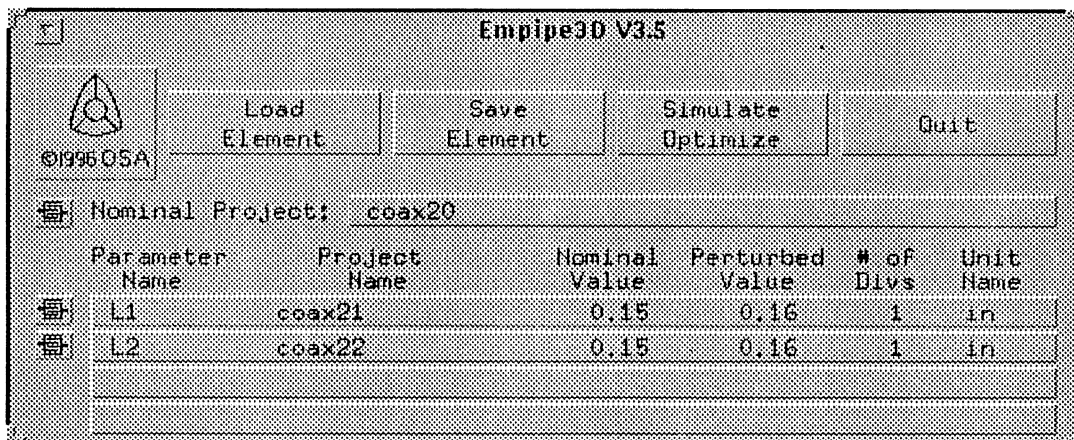 Empipe3D V3.5
Load Element
Save Element
Simulate Optimize
Quit
©1996 OSA
Nominal Project: coax20
Parameter Name Project Name Nominal Value Perturbed Value # of Divs Unit Name
L1 coax21 0.15 0.16 1 in
L2 coax22 0.15 0.16 1 in